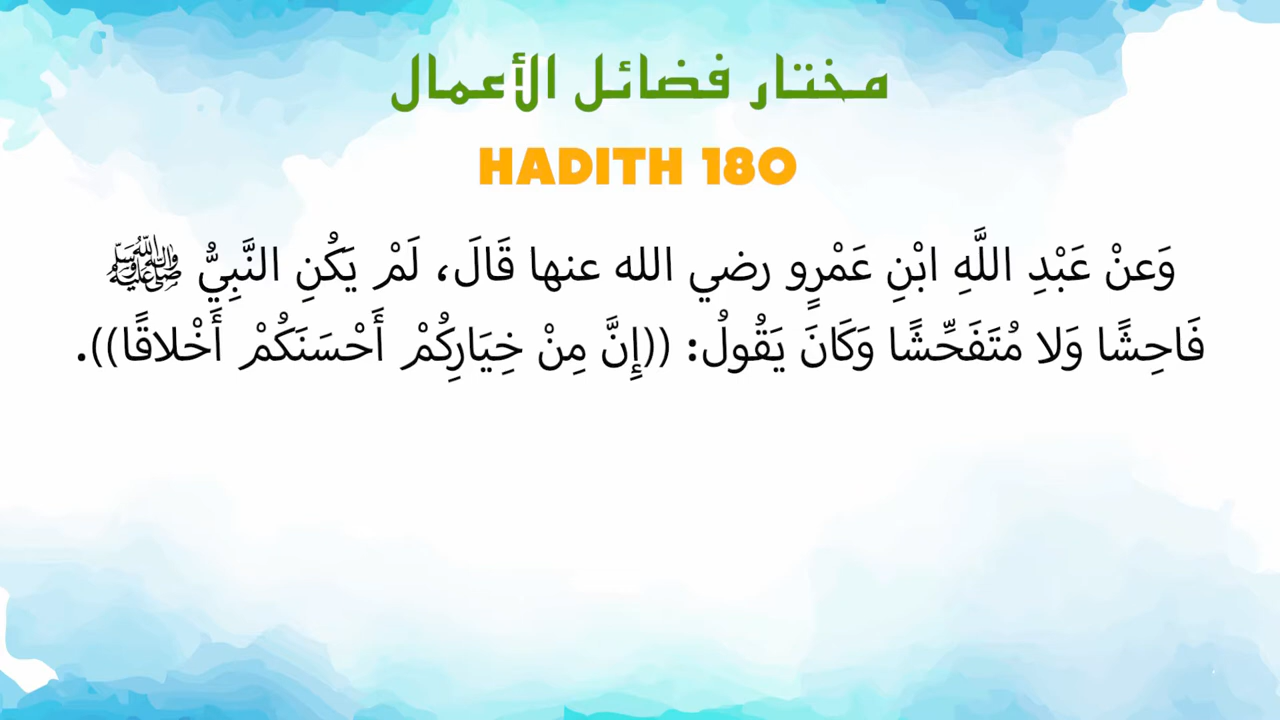 مختار فضائل الأعمال
HADITH 180
وَعنْ عَبْدِ اللَّهِ ابْنِ عَمْرٍو رضي الله عنها قَالَ، لَمْ يَكُنِ النَّبِيُّ ﷺ
فَاحِشًا وَلا مُتَفَحِّشًا وَكَانَ يَقُولُ: ((إِنَّ مِنْ خِيَارِكُمْ أَحْسَنَكُمْ أَخْلاقًا)).